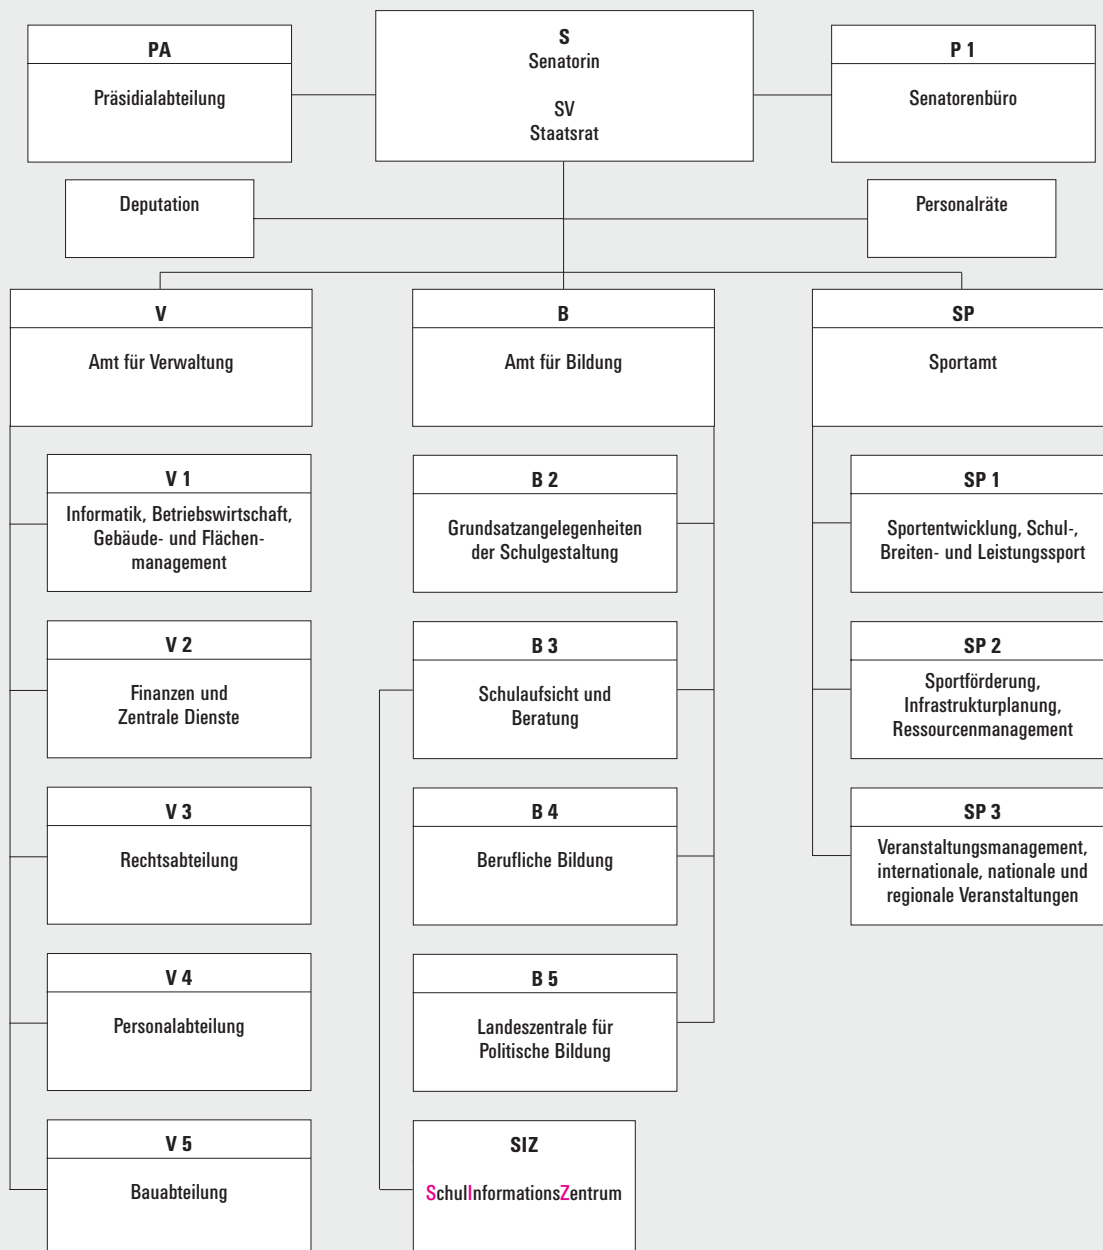 PA
Präsidialabteilung
S
Senatorin
SV
Staatsrat
P 1
Senatorenbüro
Deputation
Personalräte
V
Amt für Verwaltung
V 1
Informatik, Betriebswirtschaft,
Gebäude- und Flächen-
management
V 2
Finanzen und
Zentrale Dienste
V 3
Rechtsabteilung
V 4
Personalabteilung
V 5
Bauabteilung
B
Amt für Bildung
B 2
Grundsatzangelegenheiten
der Schulgestaltung
B 3
Schulaufsicht und
Beratung
B 4
Berufliche Bildung
B 5
Landeszentrale für
Politische Bildung
SIZ
SchulInformationsZentrum
SP
Sportamt
SP 1
Sportentwicklung, Schul-,
Breiten- und Leistungssport
SP 2
Sportförderung,
Infrastrukturplanung,
Ressourcenmanagement
SP 3
Veranstaltungsmanagement,
internationale, nationale und
regionale Veranstaltungen